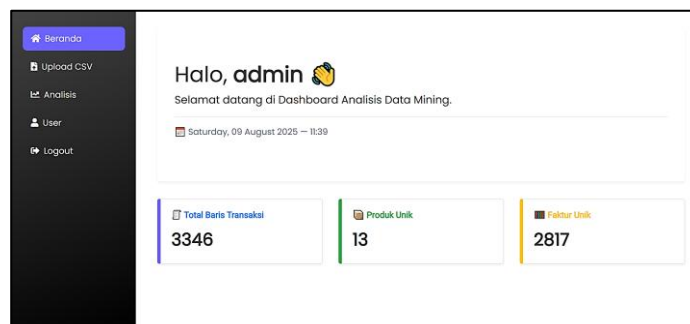 Beranda
Upload CSV
Analisis
User
Logout
Halo, admin 👋
Selamat datang di Dashboard Analisis Data Mining.
Saturday, 09 August 2025 — 11:39
Total Baris Transaksi
3346
Produk Unik
13
Faktur Unik
2817